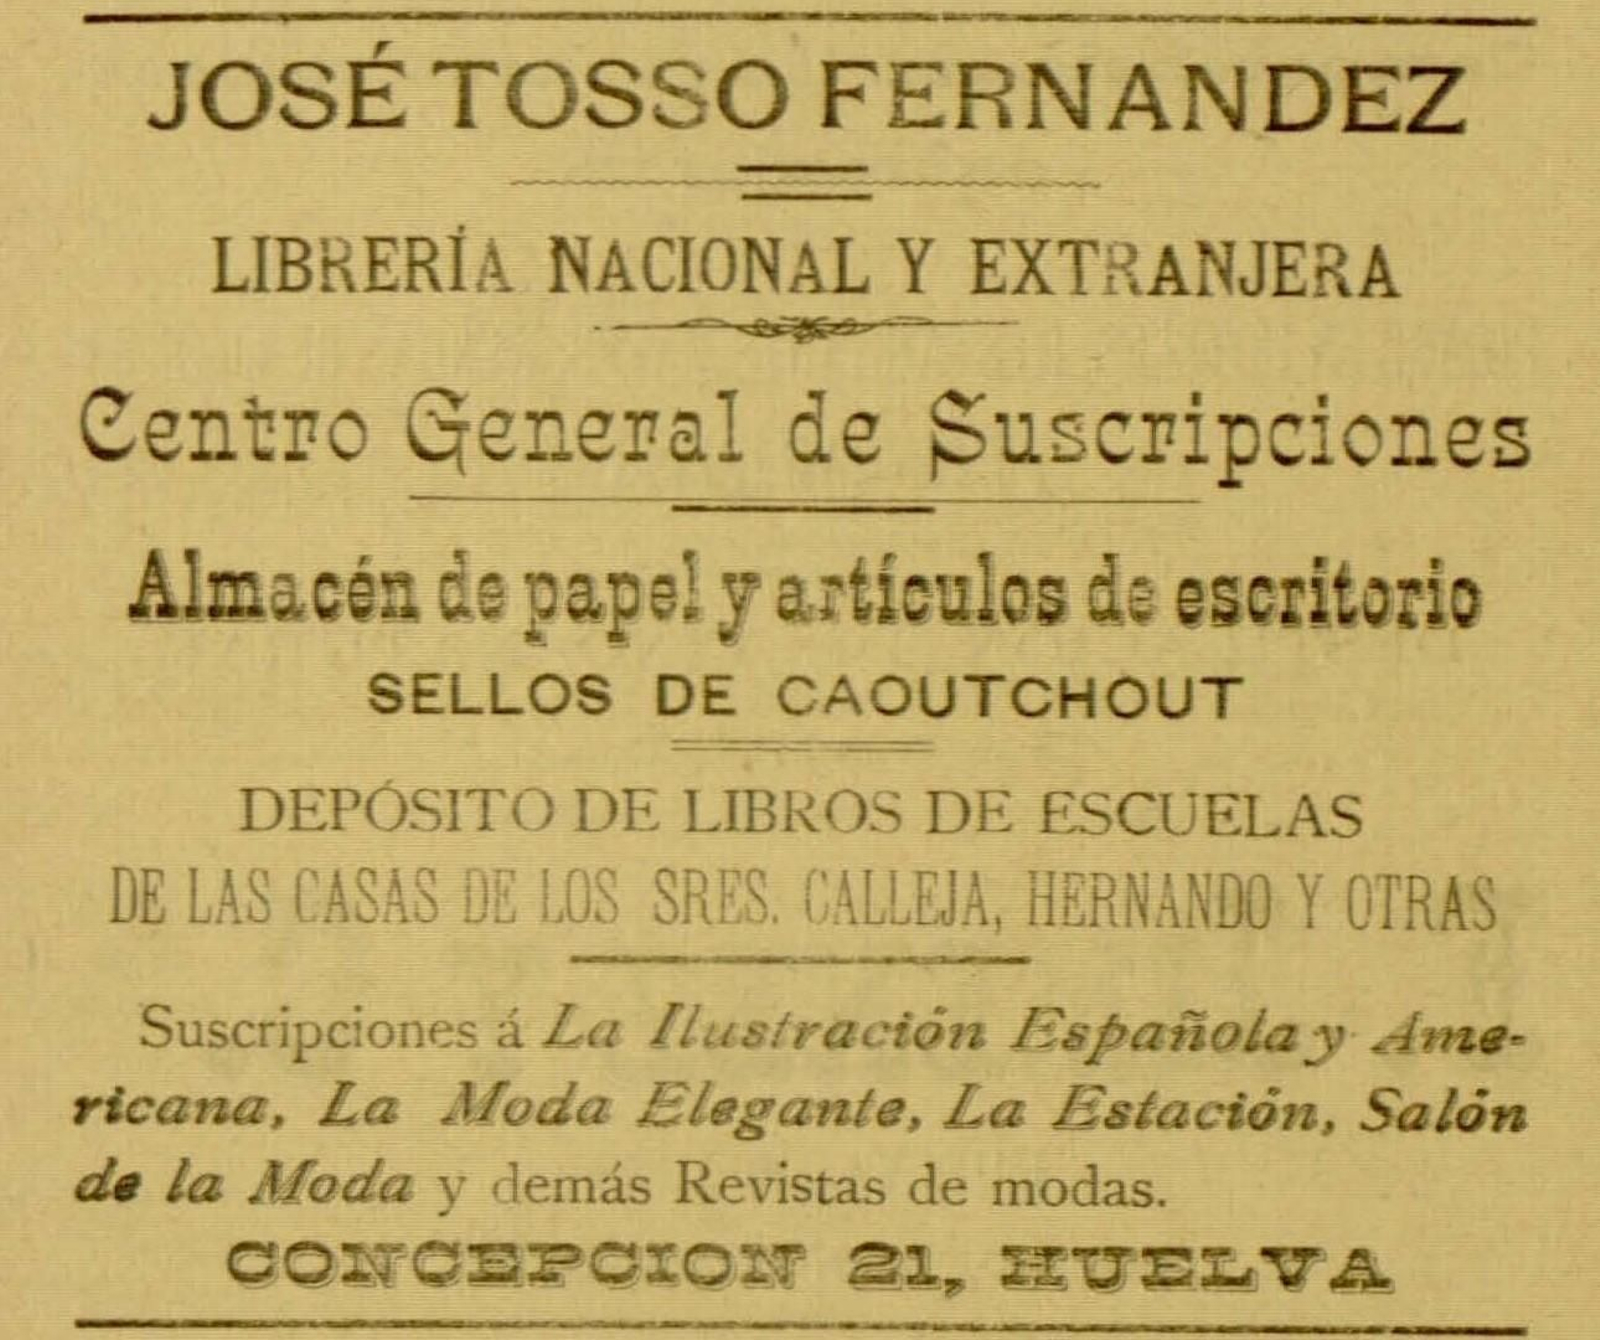 JOSÉ TOSSO FERNANDEZ
LIBRERÍA NACIONAL Y EXTRANJERA
Centro General de Suscripciones
Almacén de papel y artículos de escritorio
SELLOS DE CAOUTCHOUT
DEPÓSITO DE LIBROS DE ESCUELAS
DE LAS CASAS DE LOS SRES. CALLEJA, HERNANDO Y OTRAS
Suscripciones á La Ilustración Española y Ame-
ricana, La Moda Elegante, La Estación, Salón
de la Moda y demás Revistas de modas.
CONCEPCION 21, HUELVA